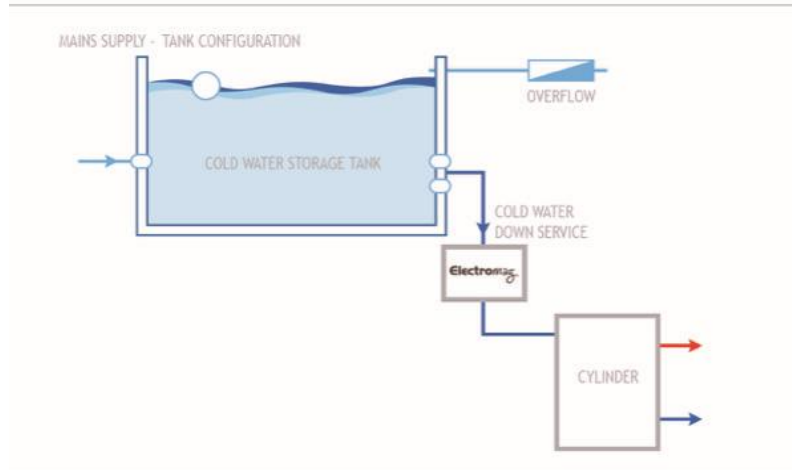 MAINS SUPPLY - TANK CONFIGURATION
OVERFLOW
COLD WATER STORAGE TANK
COLD WATER
DOWN SERVICE
Electromag
CYLINDER